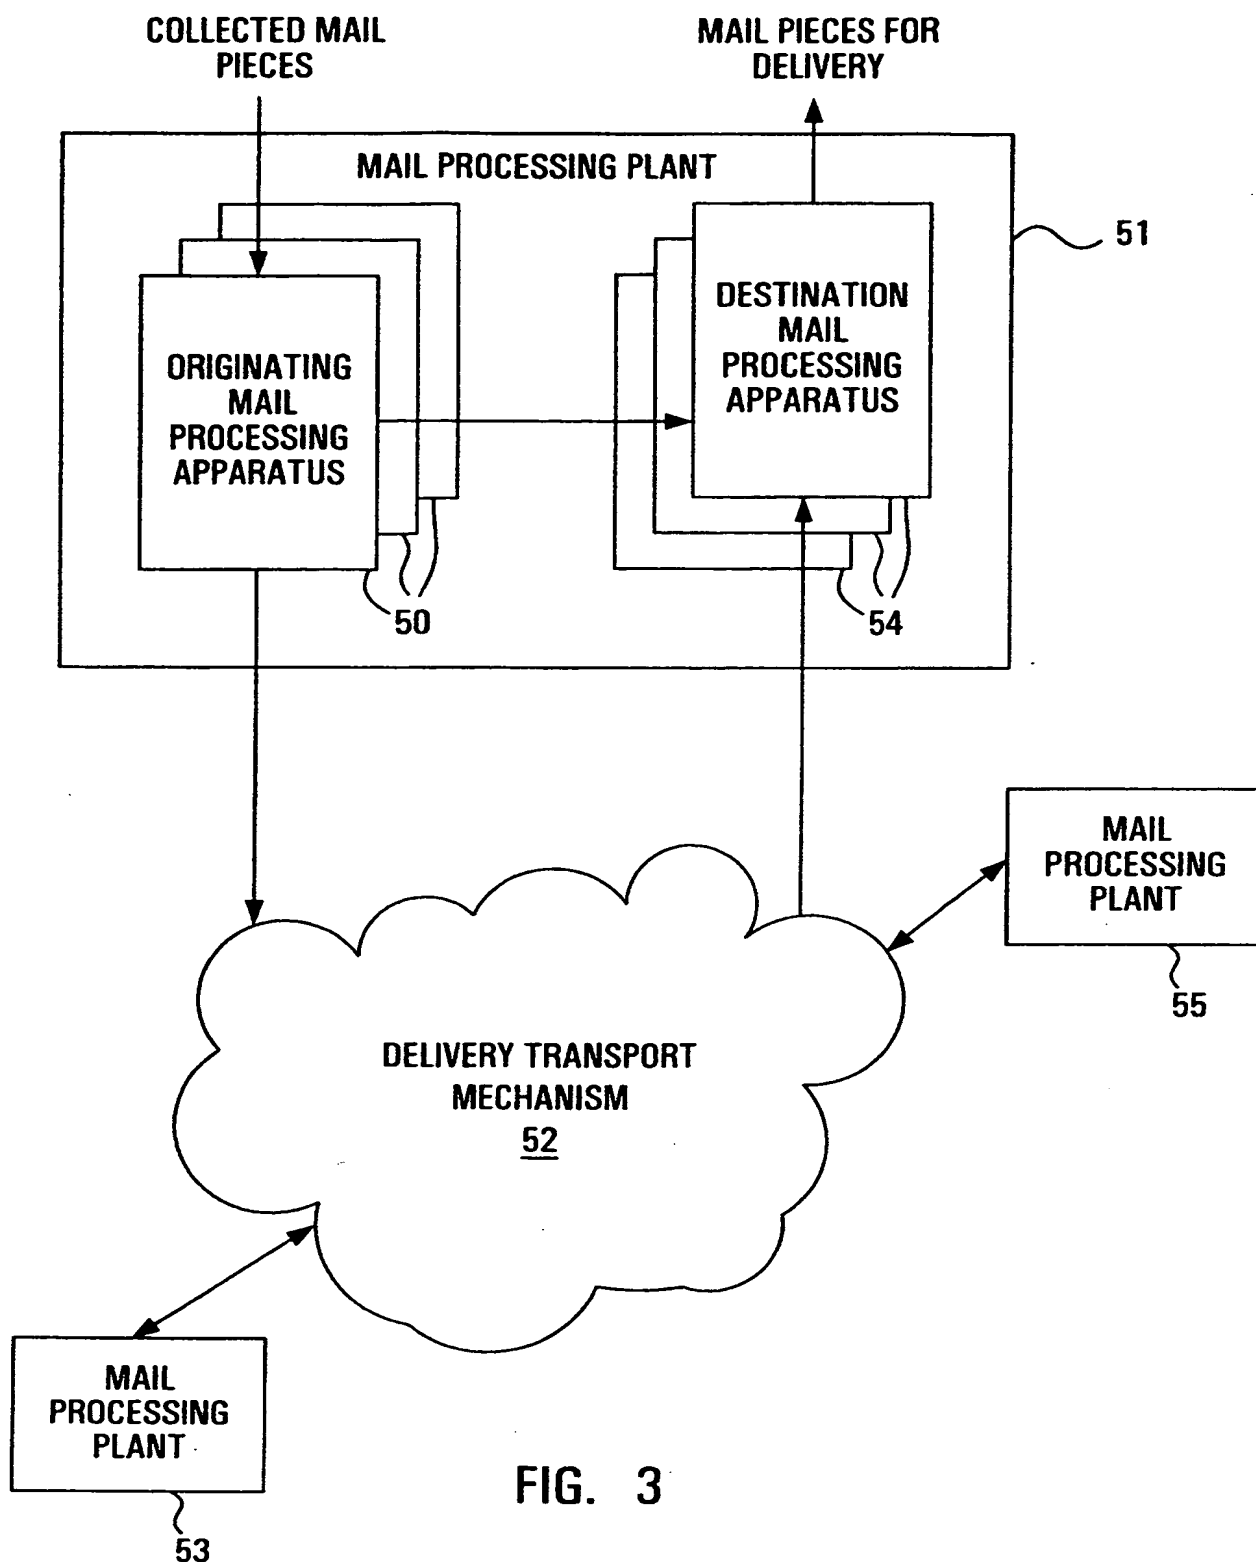 COLLECTED MAIL
PIECES
MAIL PIECES FOR
DELIVERY
MAIL PROCESSING PLANT
51
ORIGINATING
MAIL
PROCESSING
APPARATUS
DESTINATION
MAIL
PROCESSING
APPARATUS
50
54
MAIL
PROCESSING
PLANT
55
DELIVERY TRANSPORT
MECHANISM
52
MAIL
PROCESSING
PLANT
53
FIG. 3